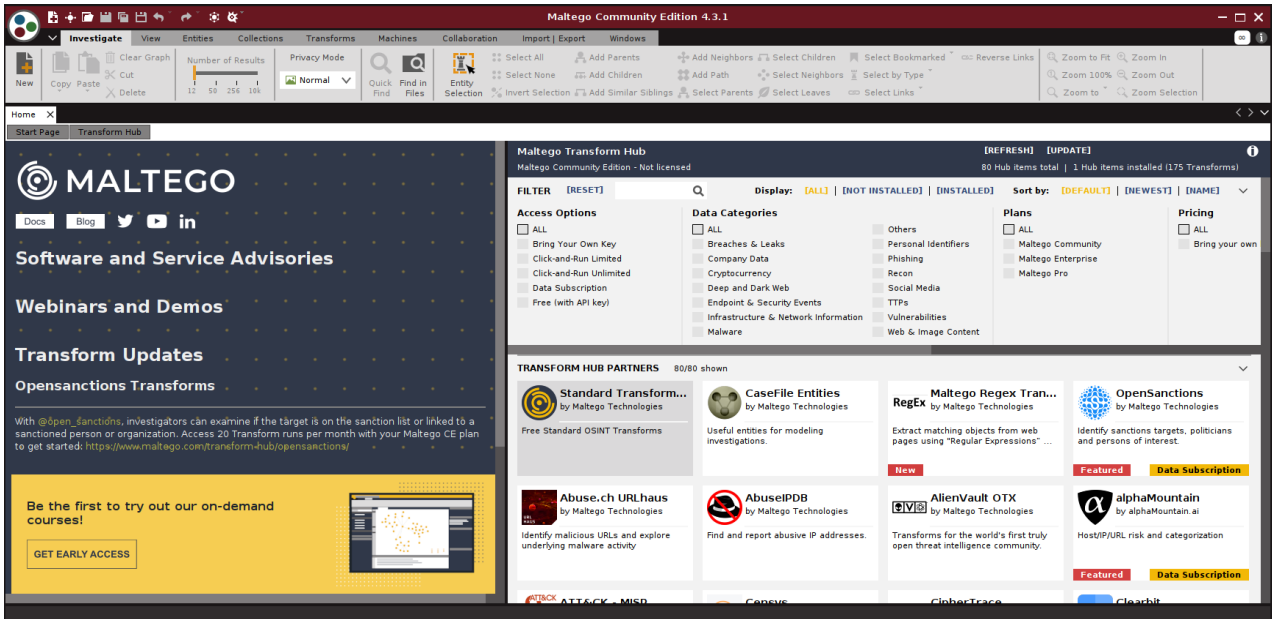 Maltego Community Edition 4.3.1
Investigate View Entities Collections Transforms Machines Collaboration Import | Export Windows
New
Copy Paste
Clear Graph
Cut
Delete
Number of Results
12 50 256 10k
Privacy Mode
Normal
Quick Find
Find in Files
Entity Selection
Select All
Select None
Invert Selection
Add Parents
Add Children
Add Similar Siblings
Add Neighbors
Add Path
Select Parents
Select Children
Select Neighbors
Select Leaves
Select Bookmarked
Select by Type
Select Links
Reverse Links
Zoom to Fit
Zoom 100%
Zoom to
Zoom In
Zoom Out
Zoom Selection
Home
Start Page Transform Hub
MALTEGO
Docs Blog
Software and Service Advisories
Webinars and Demos
Transform Updates
Opensanctions Transforms
With @open_sanctions, investigators can examine if the target is on the sanction list or linked to a
sanctioned person or organization. Access 20 Transform runs per month with your Maltego CE plan
to get started: https://www.maltego.com/transform-hub/opensanctions/
Be the first to try out our on-demand
courses!
GET EARLY ACCESS
Maltego Transform Hub
[REFRESH] [UPDATE]
Maltego Community Edition - Not licensed
80 Hub items total | 1 Hub items installed (175 Transforms)
FILTER [RESET]
Display: [ALL] | [NOT INSTALLED] | [INSTALLED]
Sort by: [DEFAULT] | [NEWEST] | [NAME]
Access Options
ALL
Bring Your Own Key
Click-and-Run Limited
Click-and-Run Unlimited
Data Subscription
Free (with API key)
Data Categories
ALL
Breaches & Leaks
Company Data
Cryptocurrency
Deep and Dark Web
Endpoint & Security Events
Infrastructure & Network Information
Malware
Others
Personal Identifiers
Phishing
Recon
Social Media
TTPs
Vulnerabilities
Web & Image Content
Plans
ALL
Maltego Community
Maltego Enterprise
Maltego Pro
Pricing
ALL
Bring your own
TRANSFORM HUB PARTNERS 80/80 shown
Standard Transform...
by Maltego Technologies
Free Standard OSINT Transforms
CaseFile Entities
by Maltego Technologies
Useful entities for modeling
investigations.
RegEx
Maltego Regex Tran...
by Maltego Technologies
Extract matching objects from web
pages using "Regular Expressions" ...
New
OpenSanctions
by Maltego Technologies
Identify sanctions targets, politicians
and persons of interest.
Featured
Data Subscription
Abuse.ch URLhaus
by Maltego Technologies
Identify malicious URLs and explore
underlying malware activity
AbuseIPDB
by Maltego Technologies
Find and report abusive IP addresses.
AlienVault OTX
by Maltego Technologies
Transforms for the world's first truly
open threat intelligence community.
alphaMountain
by alphaMountain.ai
Host/IP/URL risk and categorization
Featured
Data Subscription
ATT&CK
ATT&CK - MISP
Censys
CipherTrace
Clearbit